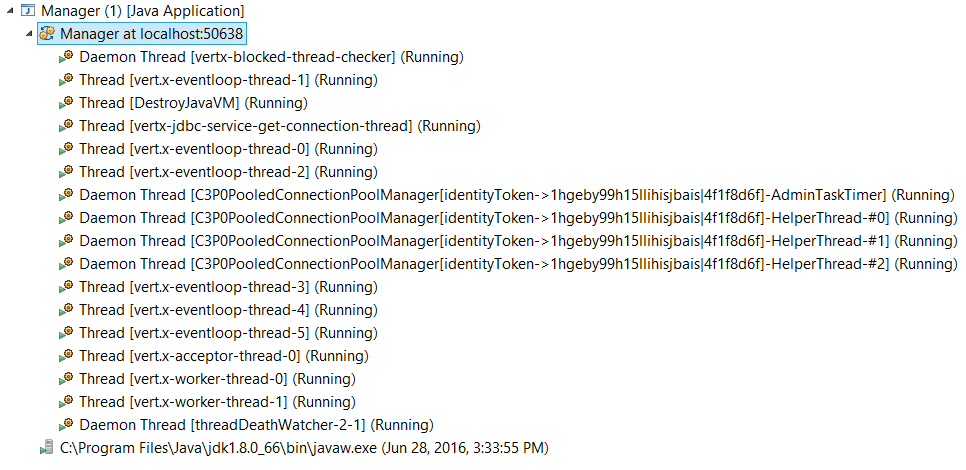 Manager (1) [Java Application]
Manager at localhost:50638
Daemon Thread [vertx-blocked-thread-checker] (Running)
Thread [vert.x-eventloop-thread-1] (Running)
Thread [DestroyJavaVM] (Running)
Thread [vertx-jdbc-service-get-connection-thread] (Running)
Thread [vert.x-eventloop-thread-0] (Running)
Thread [vert.x-eventloop-thread-2] (Running)
Daemon Thread [C3P0PooledConnectionPoolManager[identityToken->1hgeby99h15llihisjbais|4f1f8d6f]-AdminTaskTimer] (Running)
Daemon Thread [C3P0PooledConnectionPoolManager[identityToken->1hgeby99h15llihisjbais|4f1f8d6f]-HelperThread-#0] (Running)
Daemon Thread [C3P0PooledConnectionPoolManager[identityToken->1hgeby99h15llihisjbais|4f1f8d6f]-HelperThread-#1] (Running)
Daemon Thread [C3P0PooledConnectionPoolManager[identityToken->1hgeby99h15llihisjbais|4f1f8d6f]-HelperThread-#2] (Running)
Thread [vert.x-eventloop-thread-3] (Running)
Thread [vert.x-eventloop-thread-4] (Running)
Thread [vert.x-eventloop-thread-5] (Running)
Thread [vert.x-acceptor-thread-0] (Running)
Thread [vert.x-worker-thread-0] (Running)
Thread [vert.x-worker-thread-1] (Running)
Daemon Thread [threadDeathWatcher-2-1] (Running)
C:\Program Files\Java\jdk1.8.0_66\bin\javaw.exe (Jun 28, 2016, 3:33:55 PM)